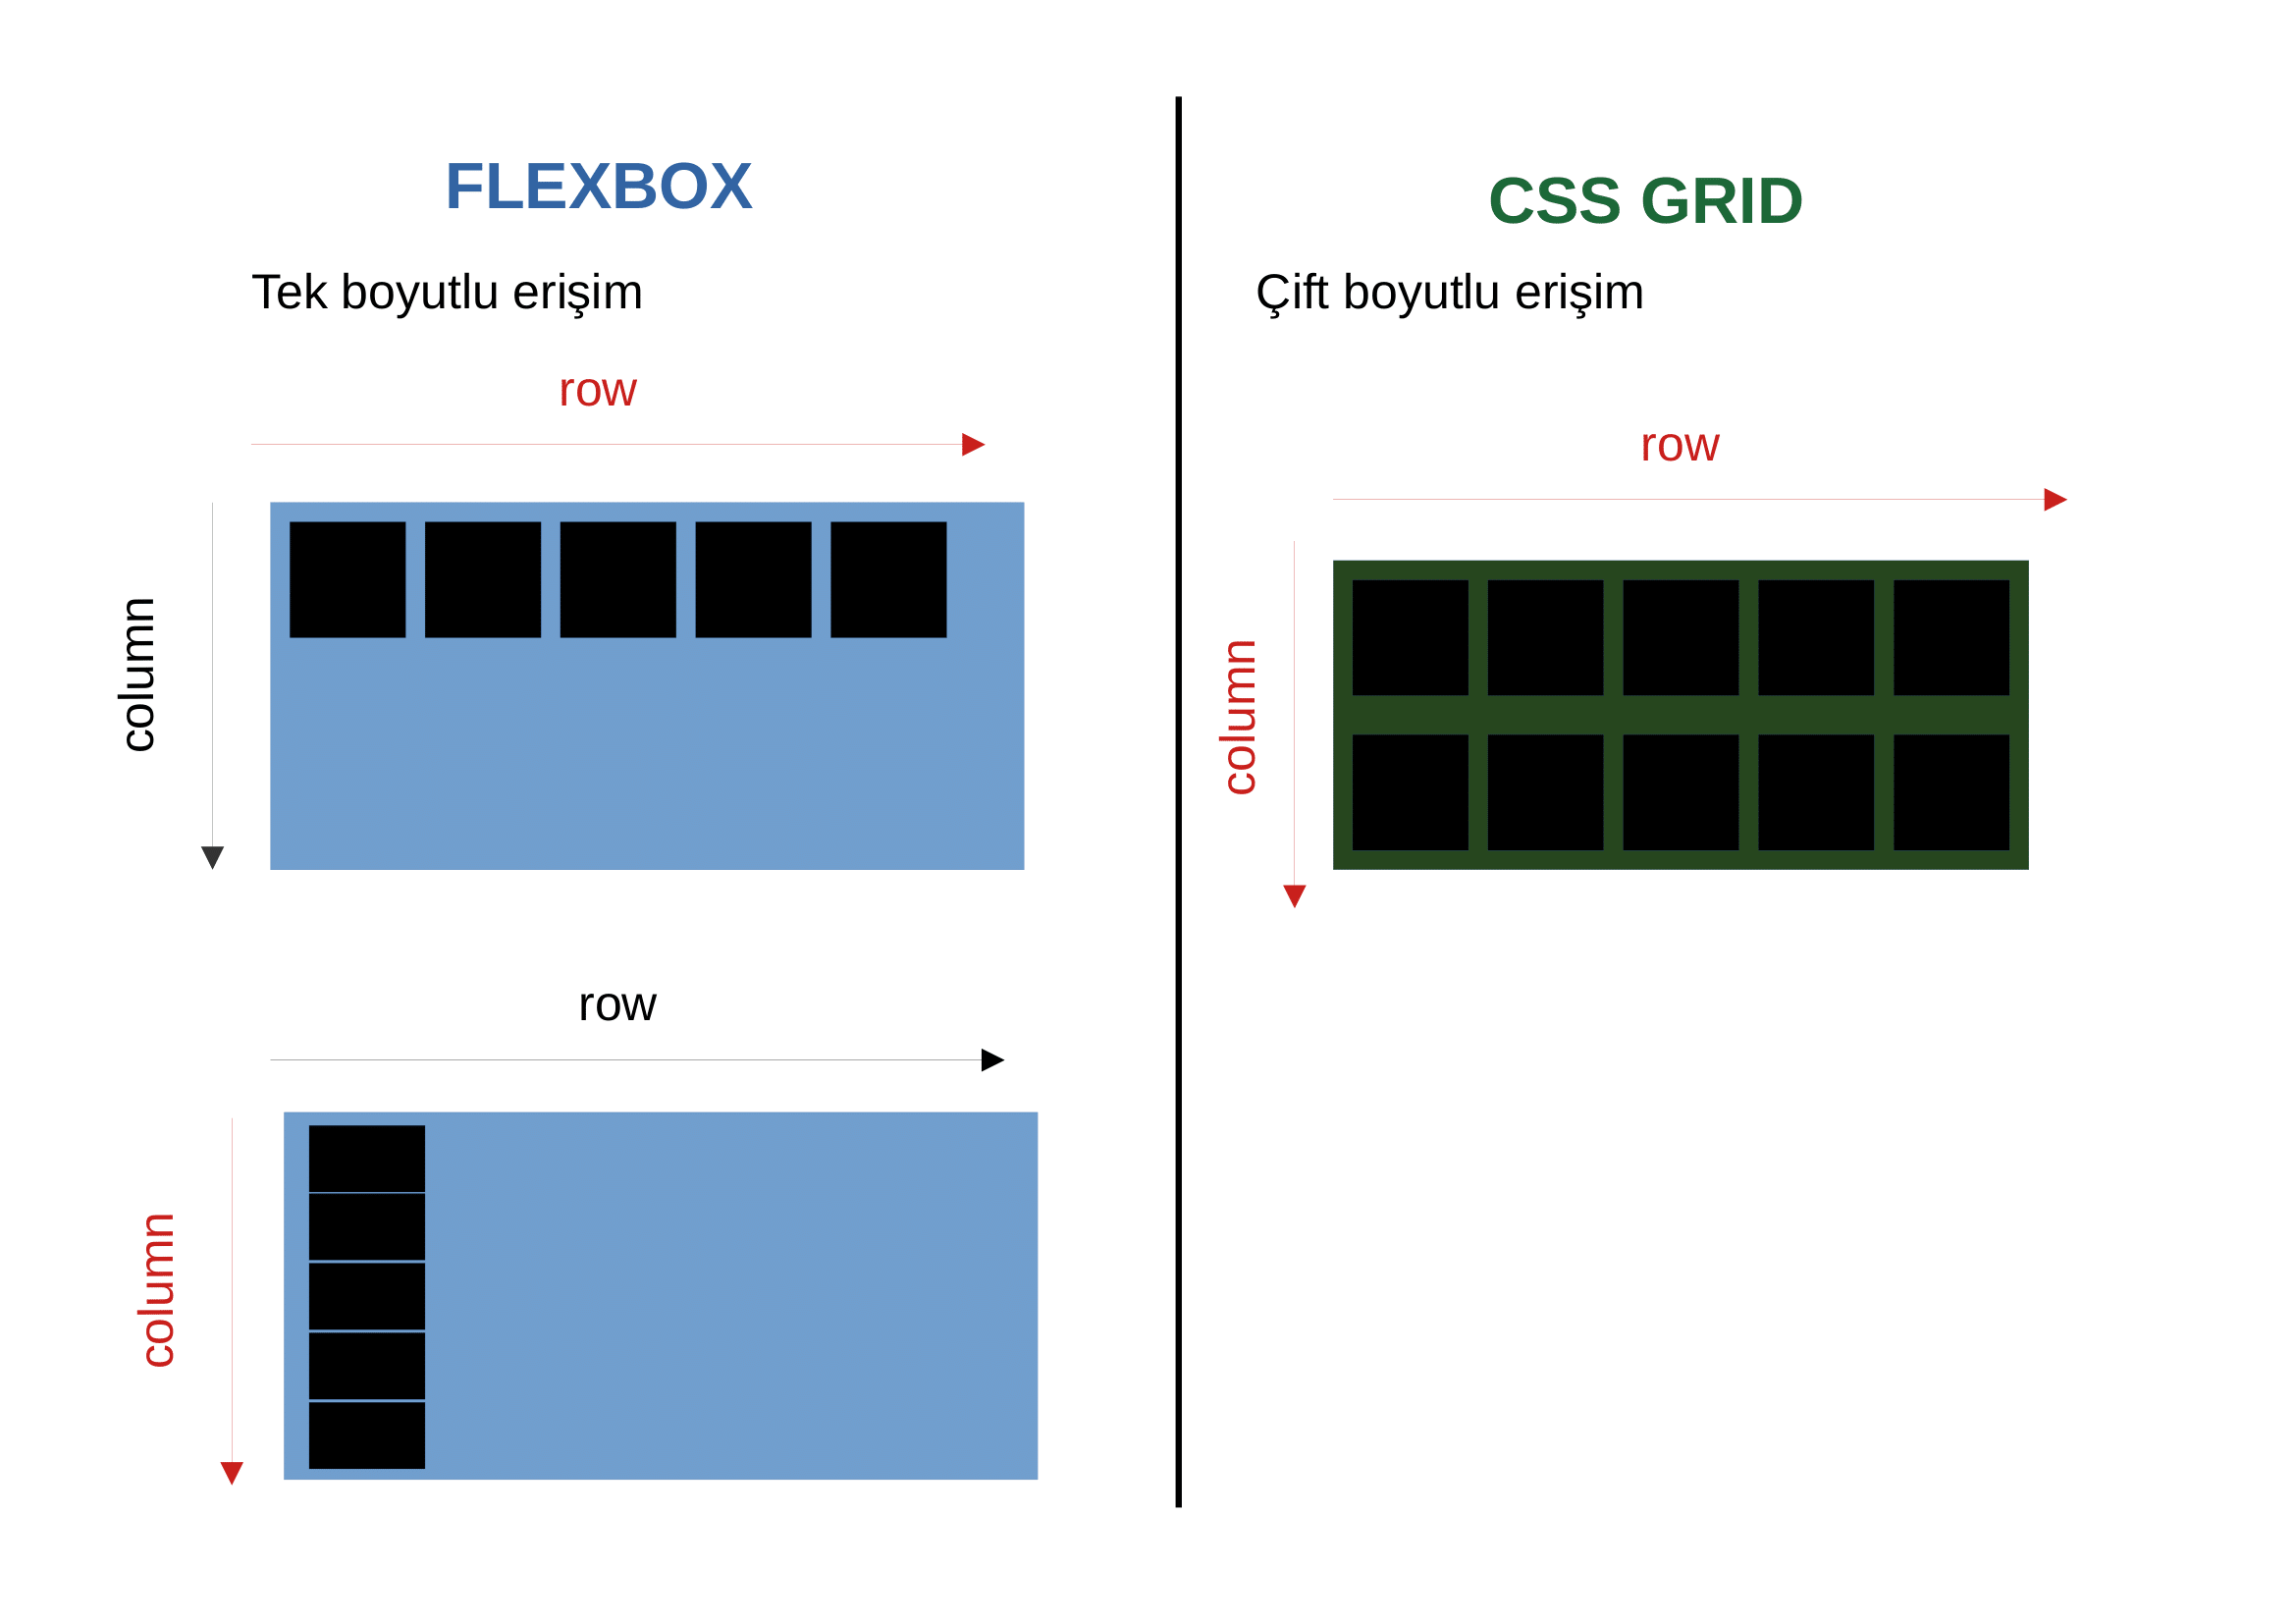 FLEXBOX
Tek boyutlu erişim
row
column
row
column
CSS GRID
Çift boyutlu erişim
row
column